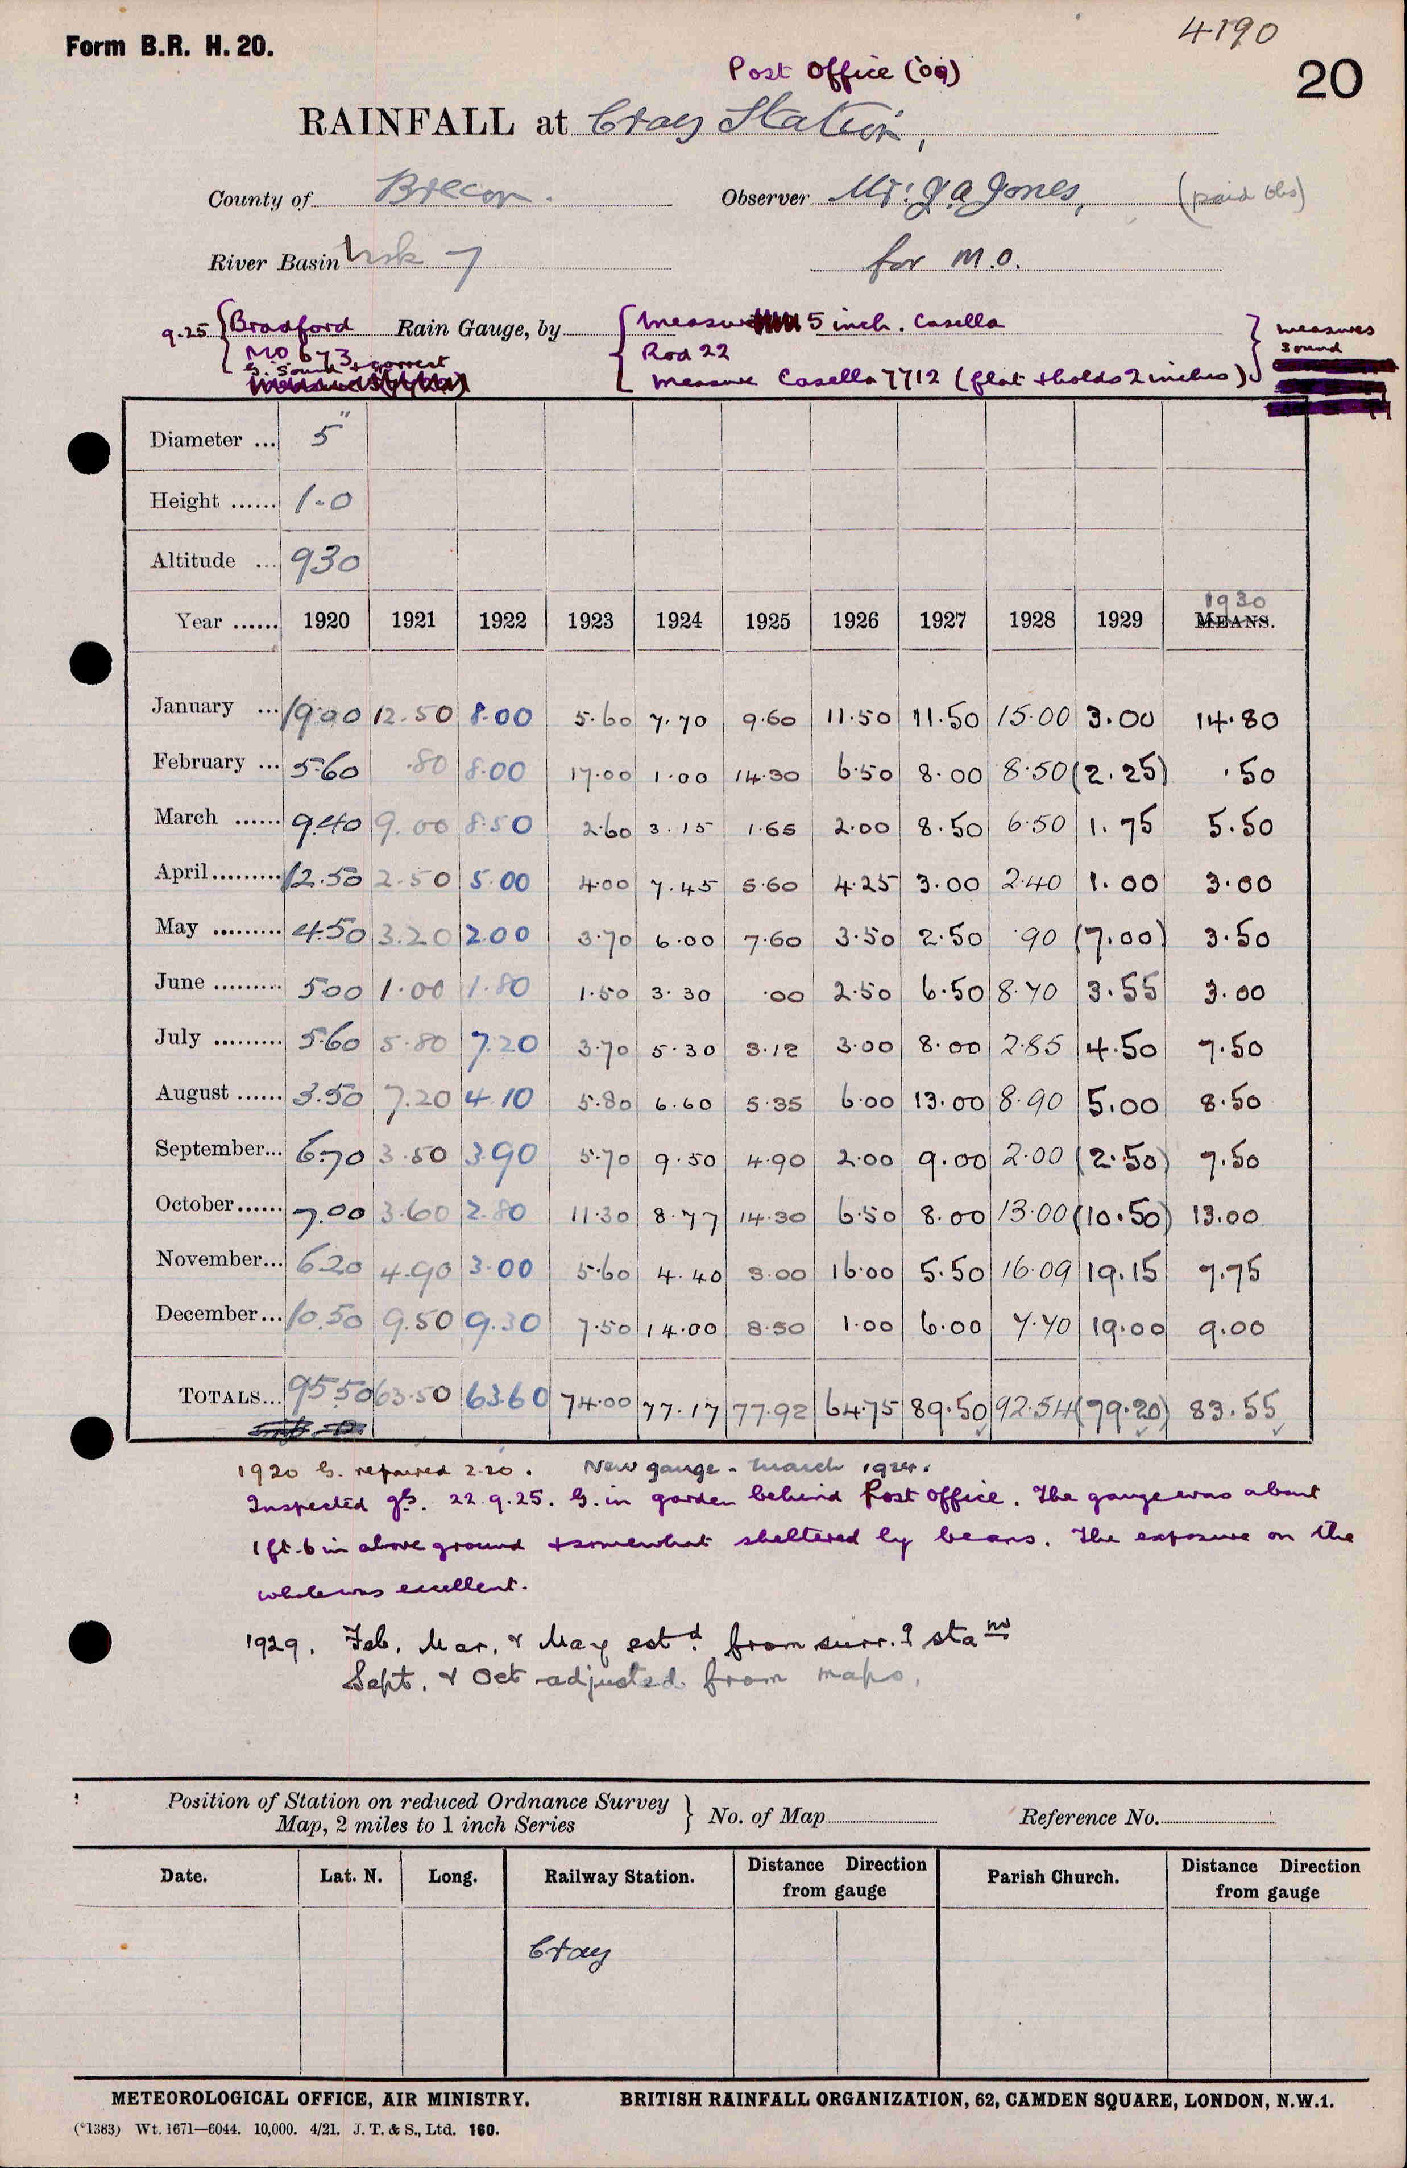 4190
Form B.R. H. 20.
20
Post Office ('09)
RAINFALL at Cray Station,
County of Brecon. Observer Mr. J A Jones, (paid obs)
River Basin Usk 7 for M.O.
9.25 { Bradford Rain Gauge, by { Measure 5 inch. Casella } measures
MO 673 Rod 22 sound
G. Sound & correct Measure Casella 7712 (flat & holds 2 inches)
Diameter ... 5"
Height ...... 1-0
Altitude ... 930
1930
Year ...... 1920 1921 1922 1923 1924 1925 1926 1927 1928 1929 MEANS.
January ... 19.00 12.50 8.00 5.60 7.70 9.60 11.50 11.50 15.00 3.00 14.80
February ... 5.60 .80 8.00 17.00 1.00 14.30 6.50 8.00 8.50 (2.25) .50
March ...... 9.40 9.00 8.50 2.60 3.15 1.65 2.00 8.50 6.50 1.75 5.50
April......... 12.50 2.50 5.00 4.00 7.45 5.60 4.25 3.00 2.40 1.00 3.00
May ......... 4.50 3.20 2.00 3.70 6.00 7.60 3.50 2.50 .90 (7.00) 3.50
June ......... 5.00 1.00 1.80 1.50 3.30 .00 2.50 6.50 8.70 3.55 3.00
July ......... 5.60 5.80 7.20 3.70 5.30 3.12 3.00 8.00 2.85 4.50 7.50
August ...... 3.50 7.20 4.10 5.80 6.60 5.35 6.00 13.00 8.90 5.00 8.50
September... 6.70 3.50 3.90 5.70 9.50 4.90 2.00 9.00 2.00 (2.50) 7.50
October...... 7.00 3.60 2.80 11.30 8.77 14.30 6.50 8.00 13.00 (10.50) 13.00
November... 6.20 4.90 3.00 5.60 4.40 3.00 16.00 5.50 16.09 19.15 7.75
December... 10.50 9.50 9.30 7.50 14.00 8.50 1.00 6.00 7.70 19.00 9.00
TOTALS... 95.50 63.50 63.60 74.00 77.17 77.92 64.75 89.50 92.54 (79.20) 83.55
1920 G. repaired 2.20. New gauge - March 1924.
Inspected 22.9.25. G. in garden behind Post Office. The gauge was about
1 ft. 6 in above ground & somewhat sheltered by beans. The exposure on the
whole was excellent.
1929. Feb, Mar, & May estd. from surr.g stans
Sept. & Oct adjusted from maps.
Position of Station on reduced Ordnance Survey
Map, 2 miles to 1 inch Series } No. of Map Reference No.
Date. Lat. N. Long. Railway Station. Distance Direction from gauge Parish Church. Distance Direction from gauge
Cray
METEOROLOGICAL OFFICE, AIR MINISTRY. BRITISH RAINFALL ORGANIZATION, 62, CAMDEN SQUARE, LONDON, N.W.1.
(*1383) Wt. 1671—6044. 10,000. 4/21. J. T. & S., Ltd. 160.